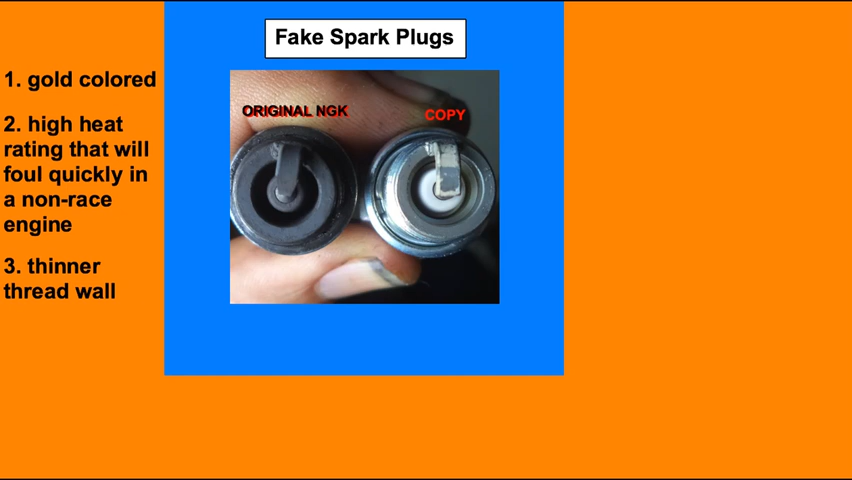 Fake Spark Plugs
1. gold colored
2. high heat
rating that will
foul quickly in
a non-race
engine
3. thinner
thread wall
ORIGINAL NGK
COPY